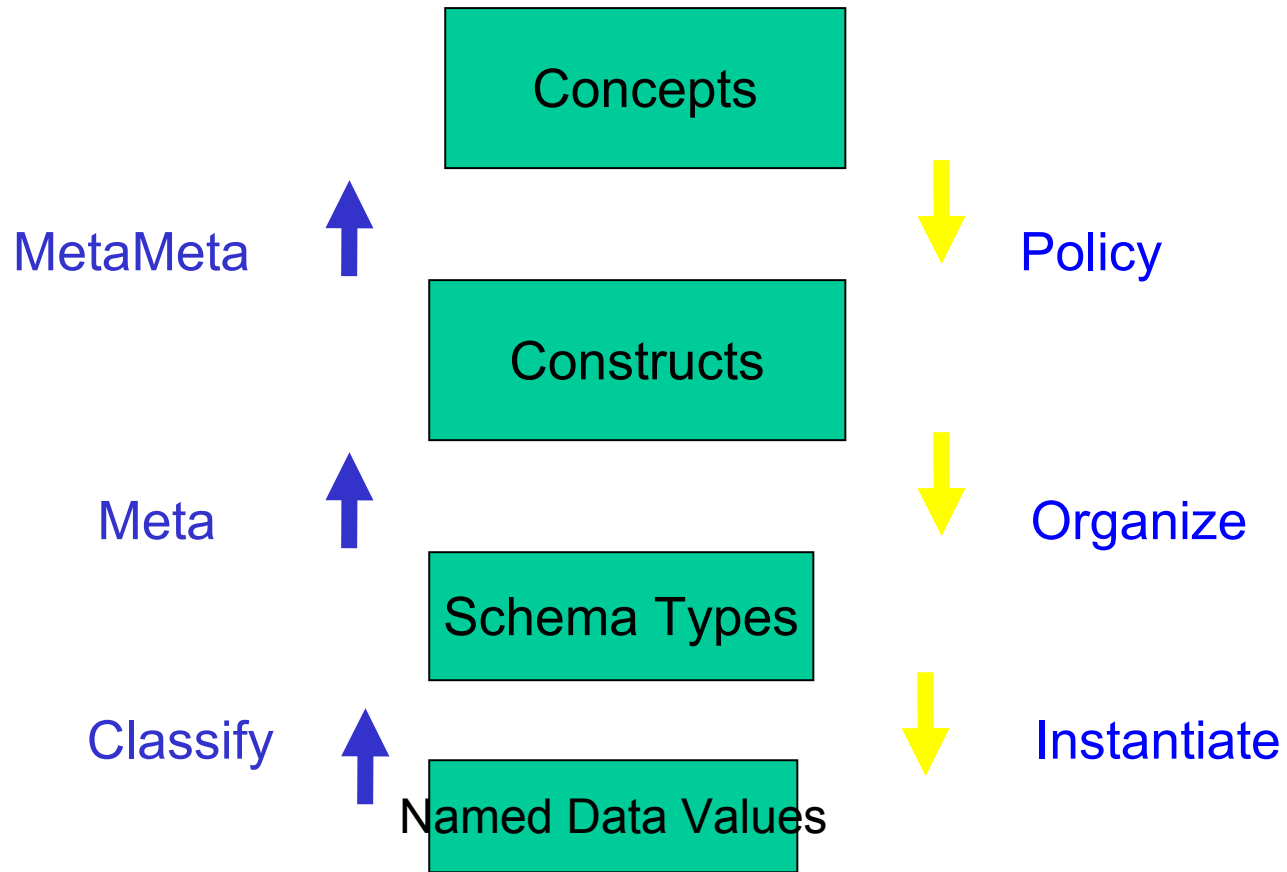 Concepts
MetaMeta
Policy
Constructs
Meta
Organize
Schema Types
Classify
Instantiate
Named Data Values